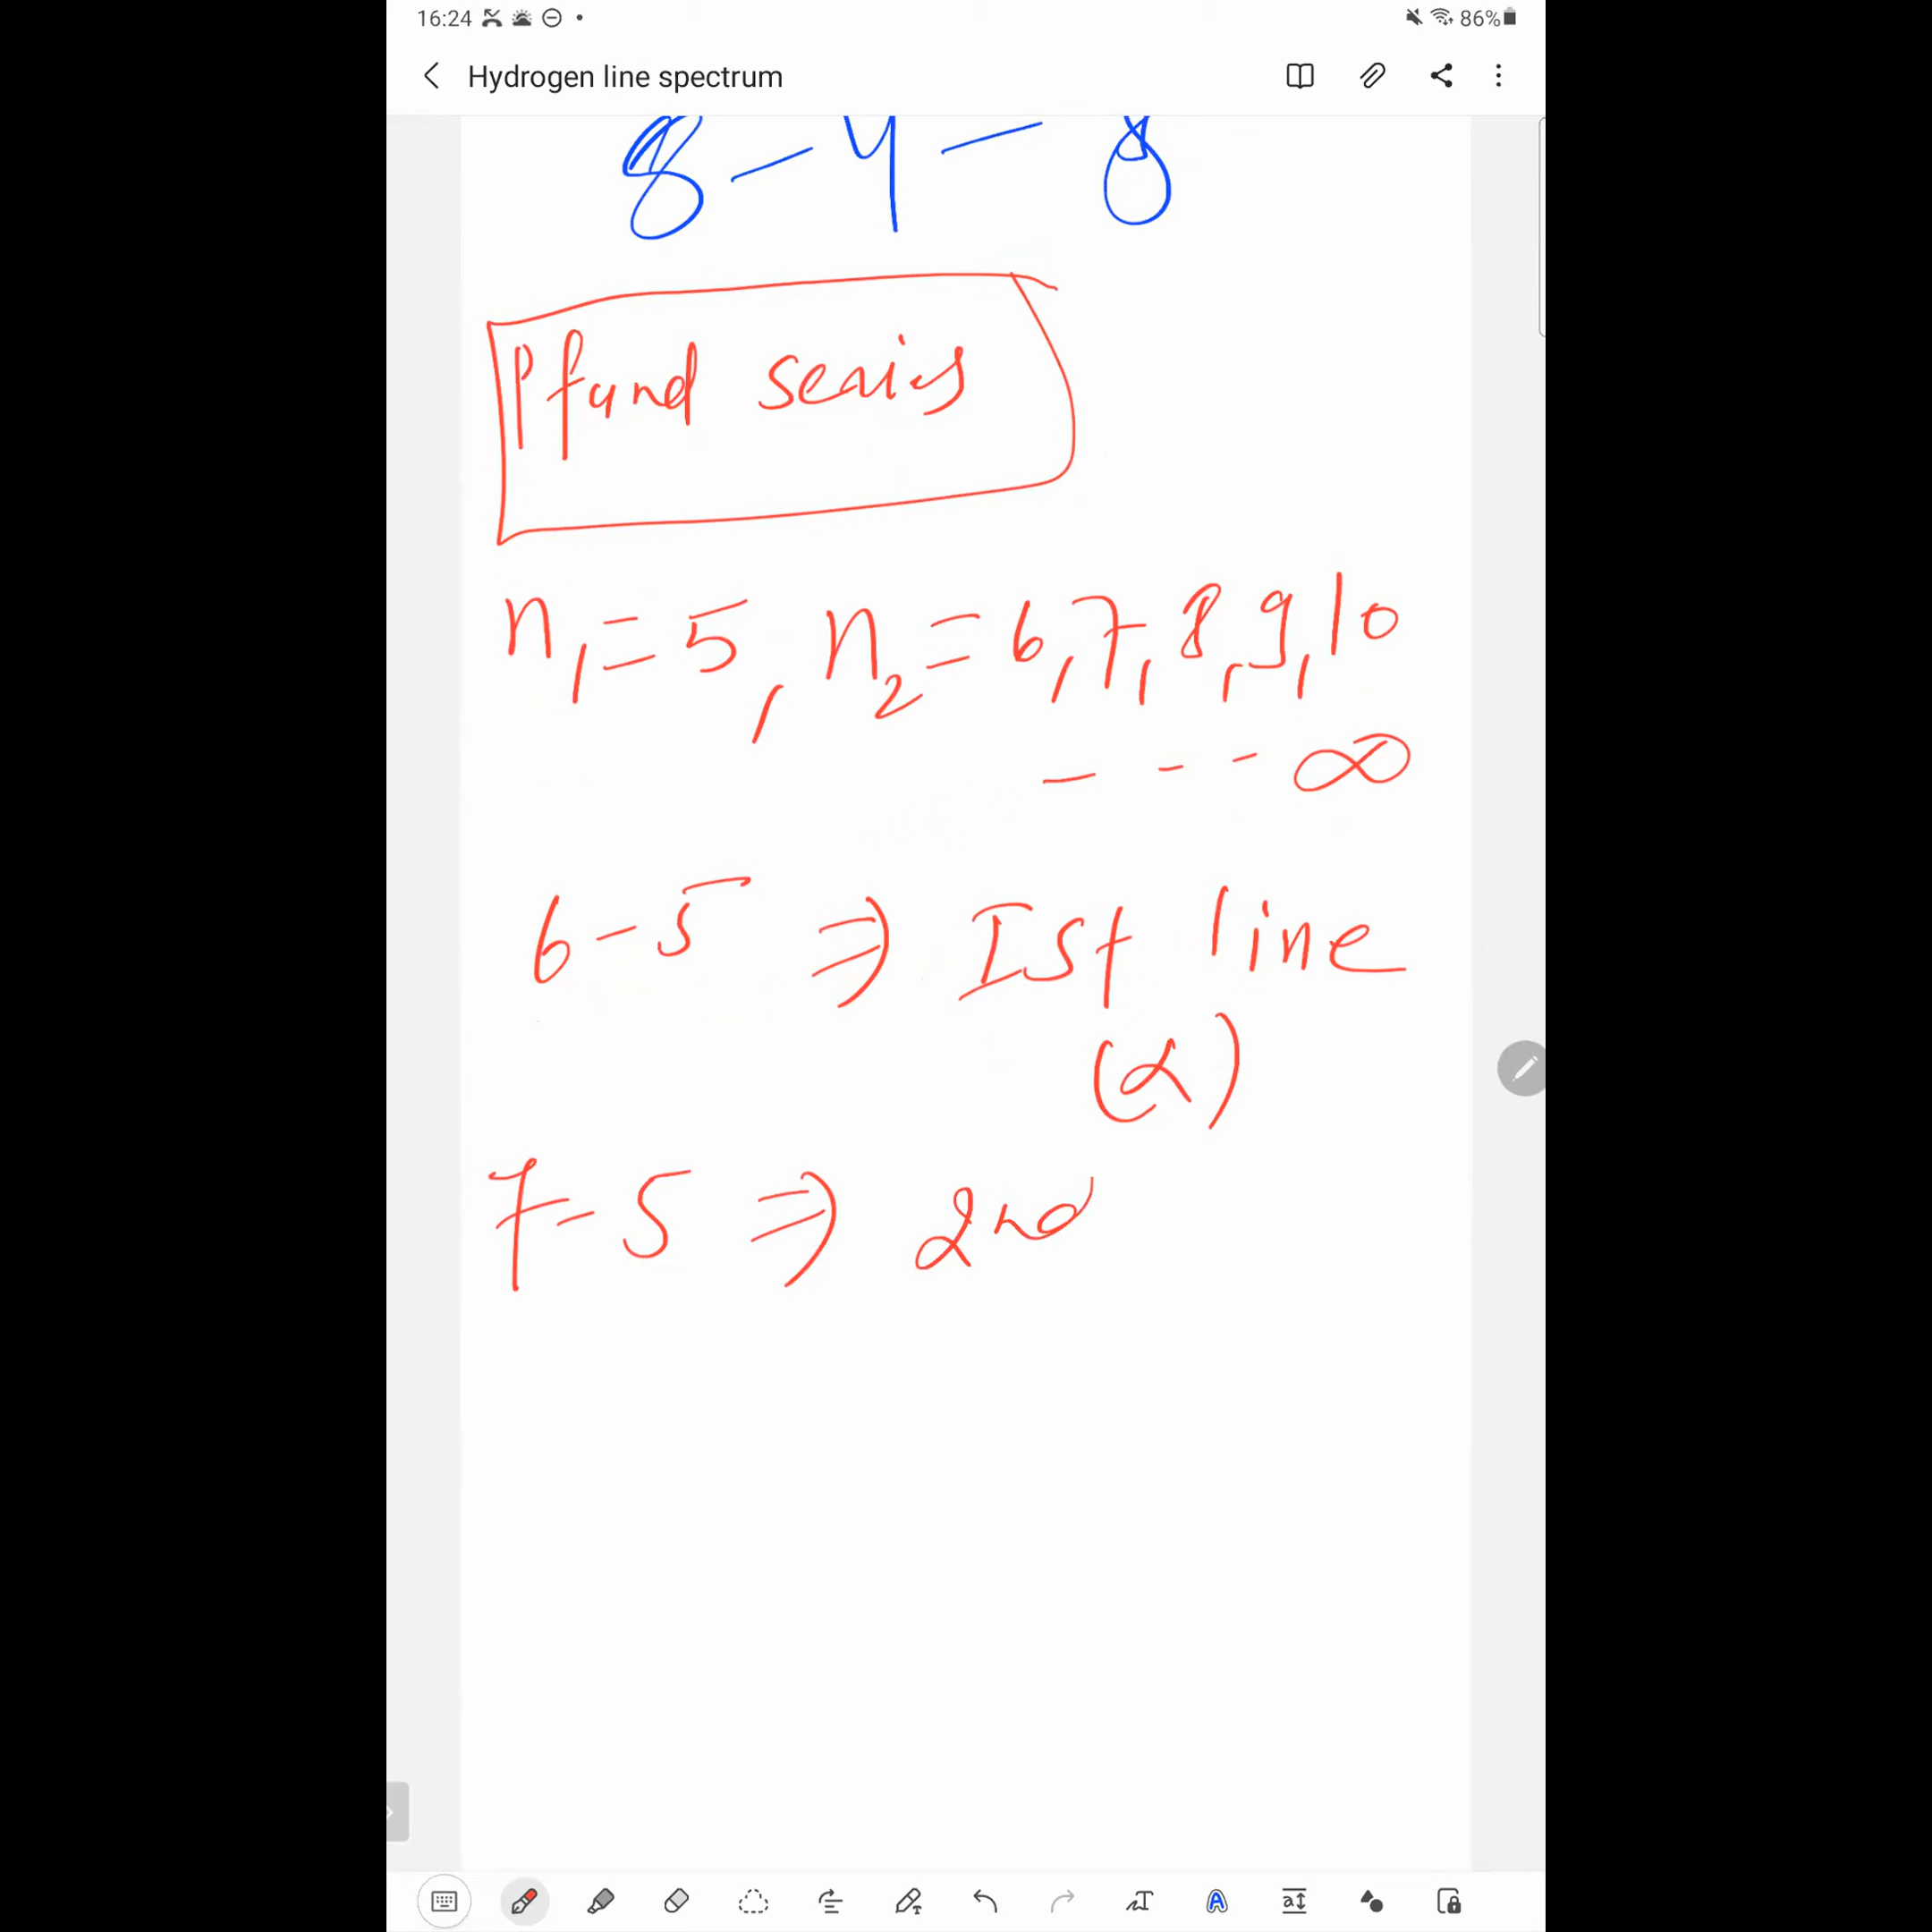 16:24 86%
Hydrogen line spectrum
8 - 4 - 8
Pfund series
n₁ = 5, n₂ = 6, 7, 8, 9, 10
- - - ∞
6 - 5 ⇒ Ist line
(α)
7 - 5 ⇒ 2nd